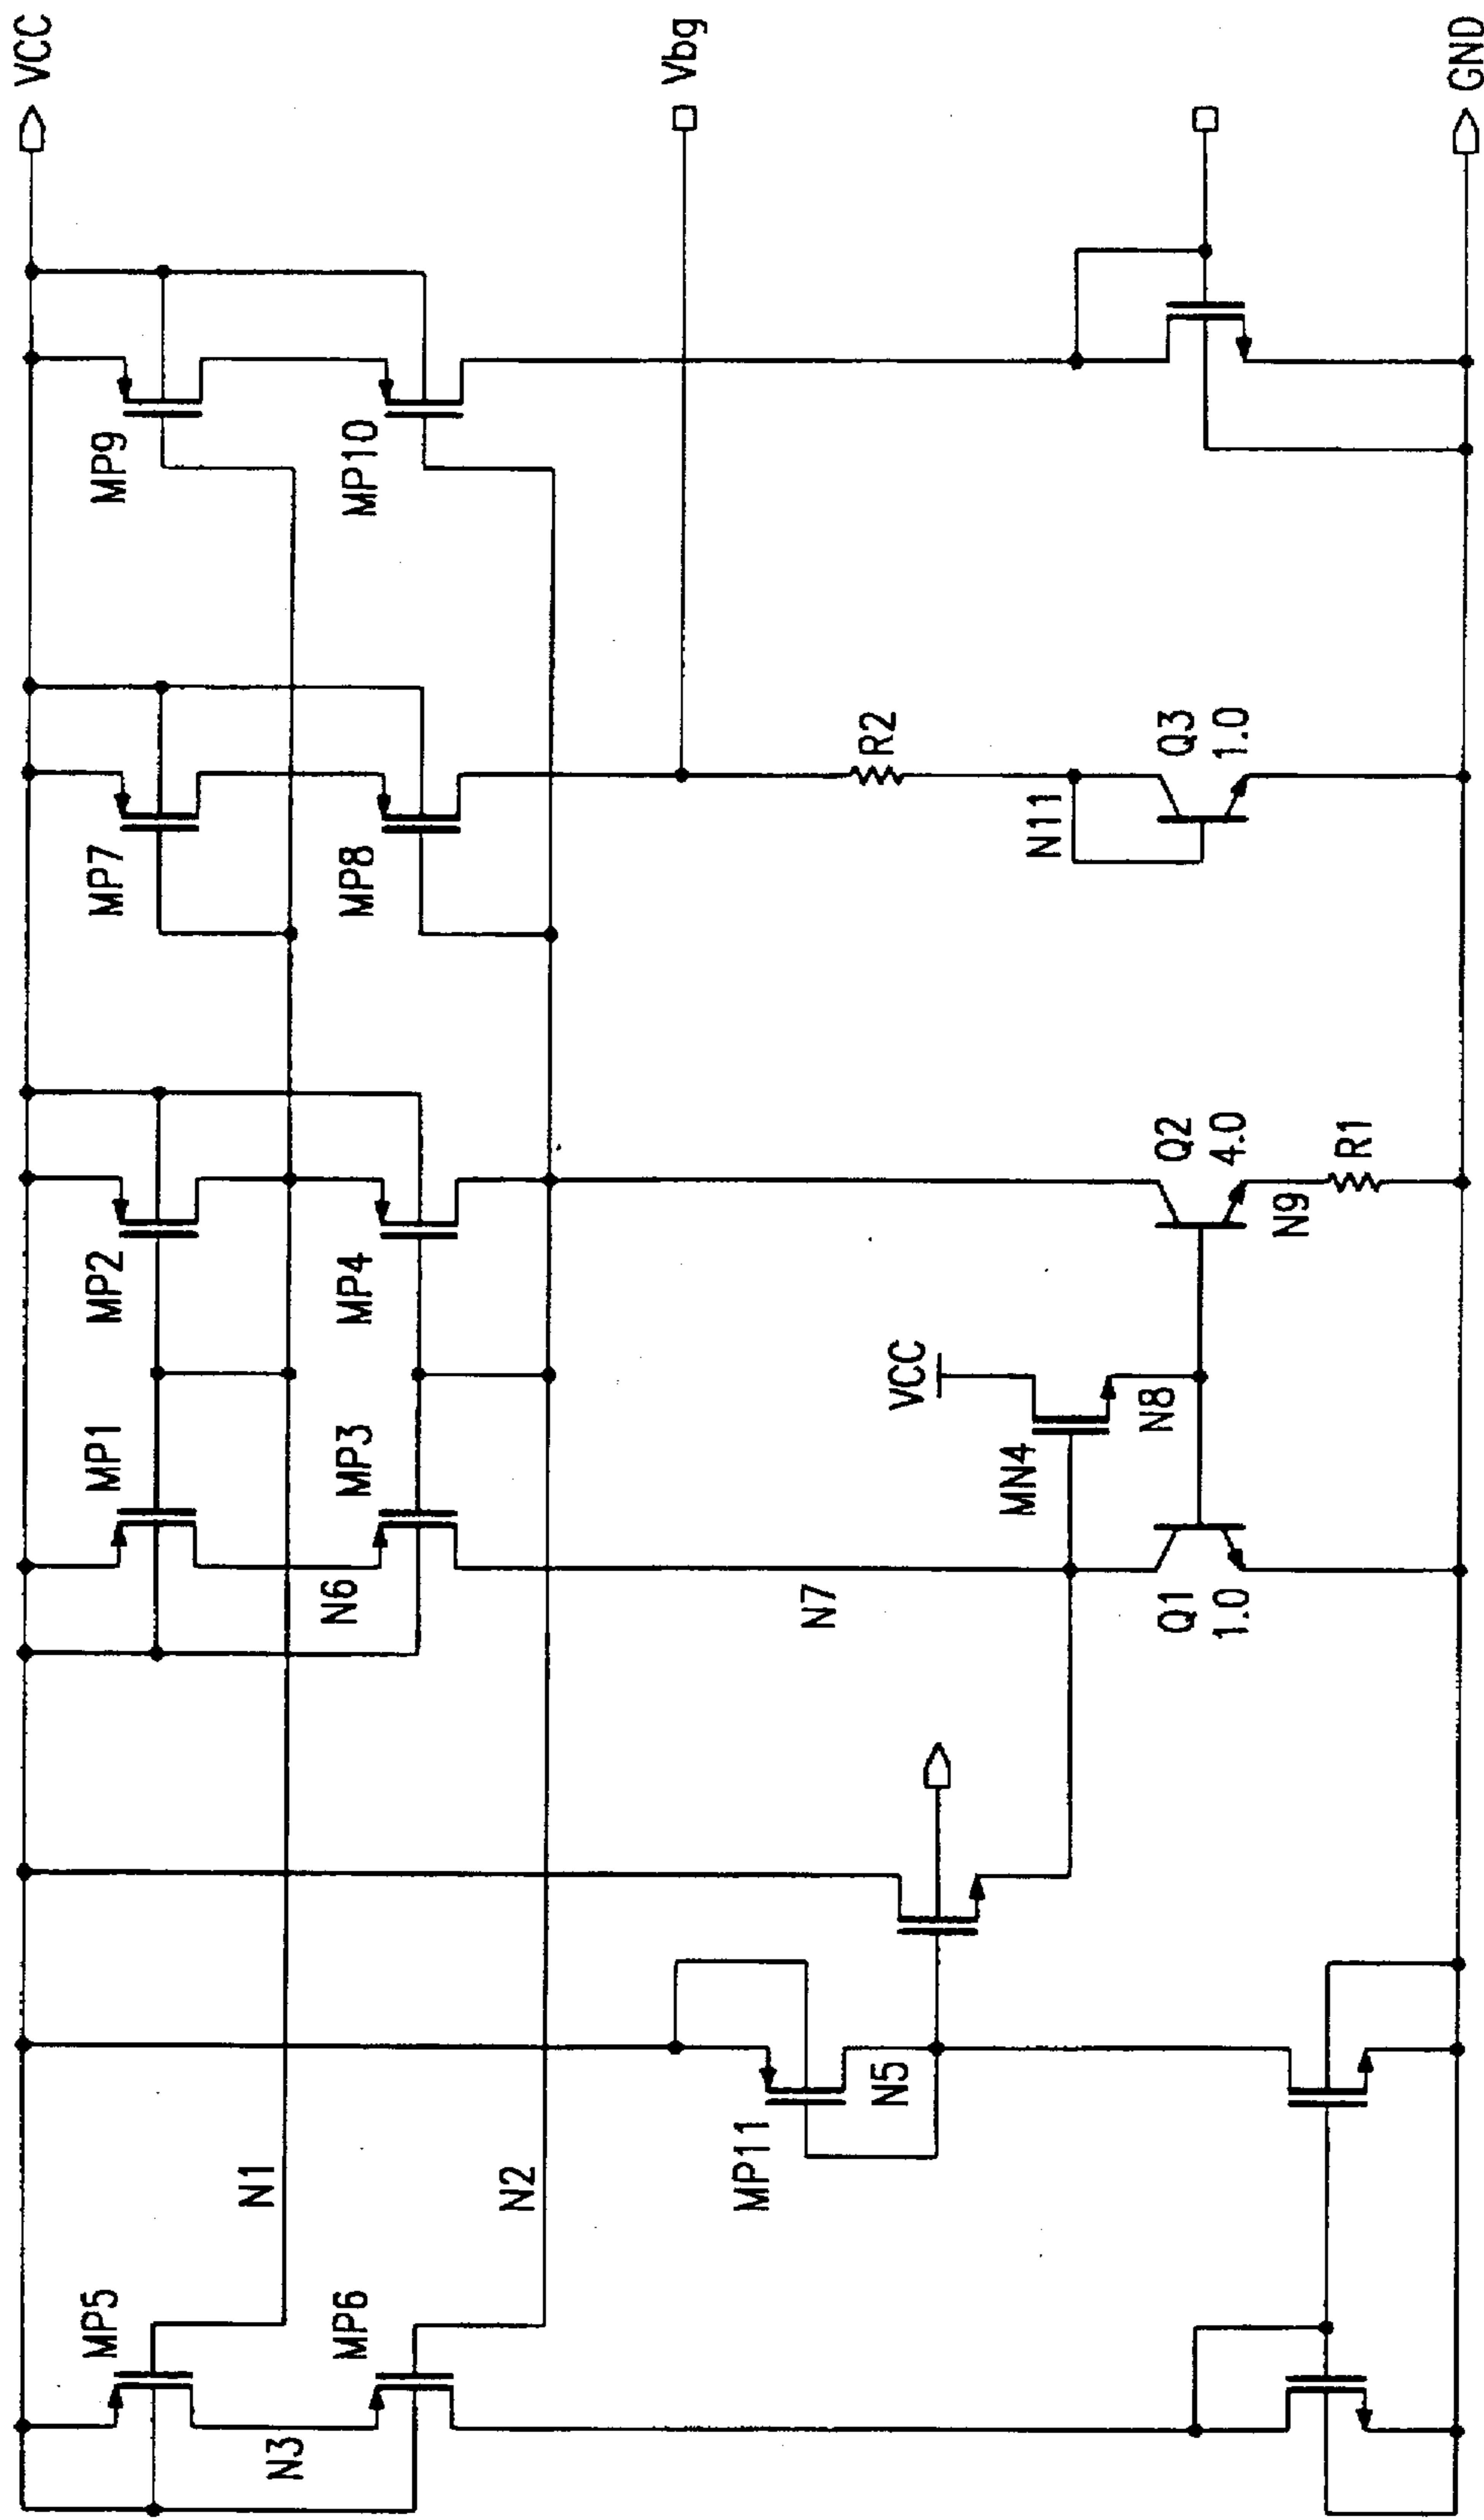 VCC
MP5
MP1
MP2
MP7
MP9
N1
N3
N6
MP6
MP3
MP4
MP8
MP10
N2
Vbg
MP11
N5
N7
VCC
R2
MN4
N8
N11
Q1
1.0
Q2
4.0
Q3
1.0
N9
R1
GND